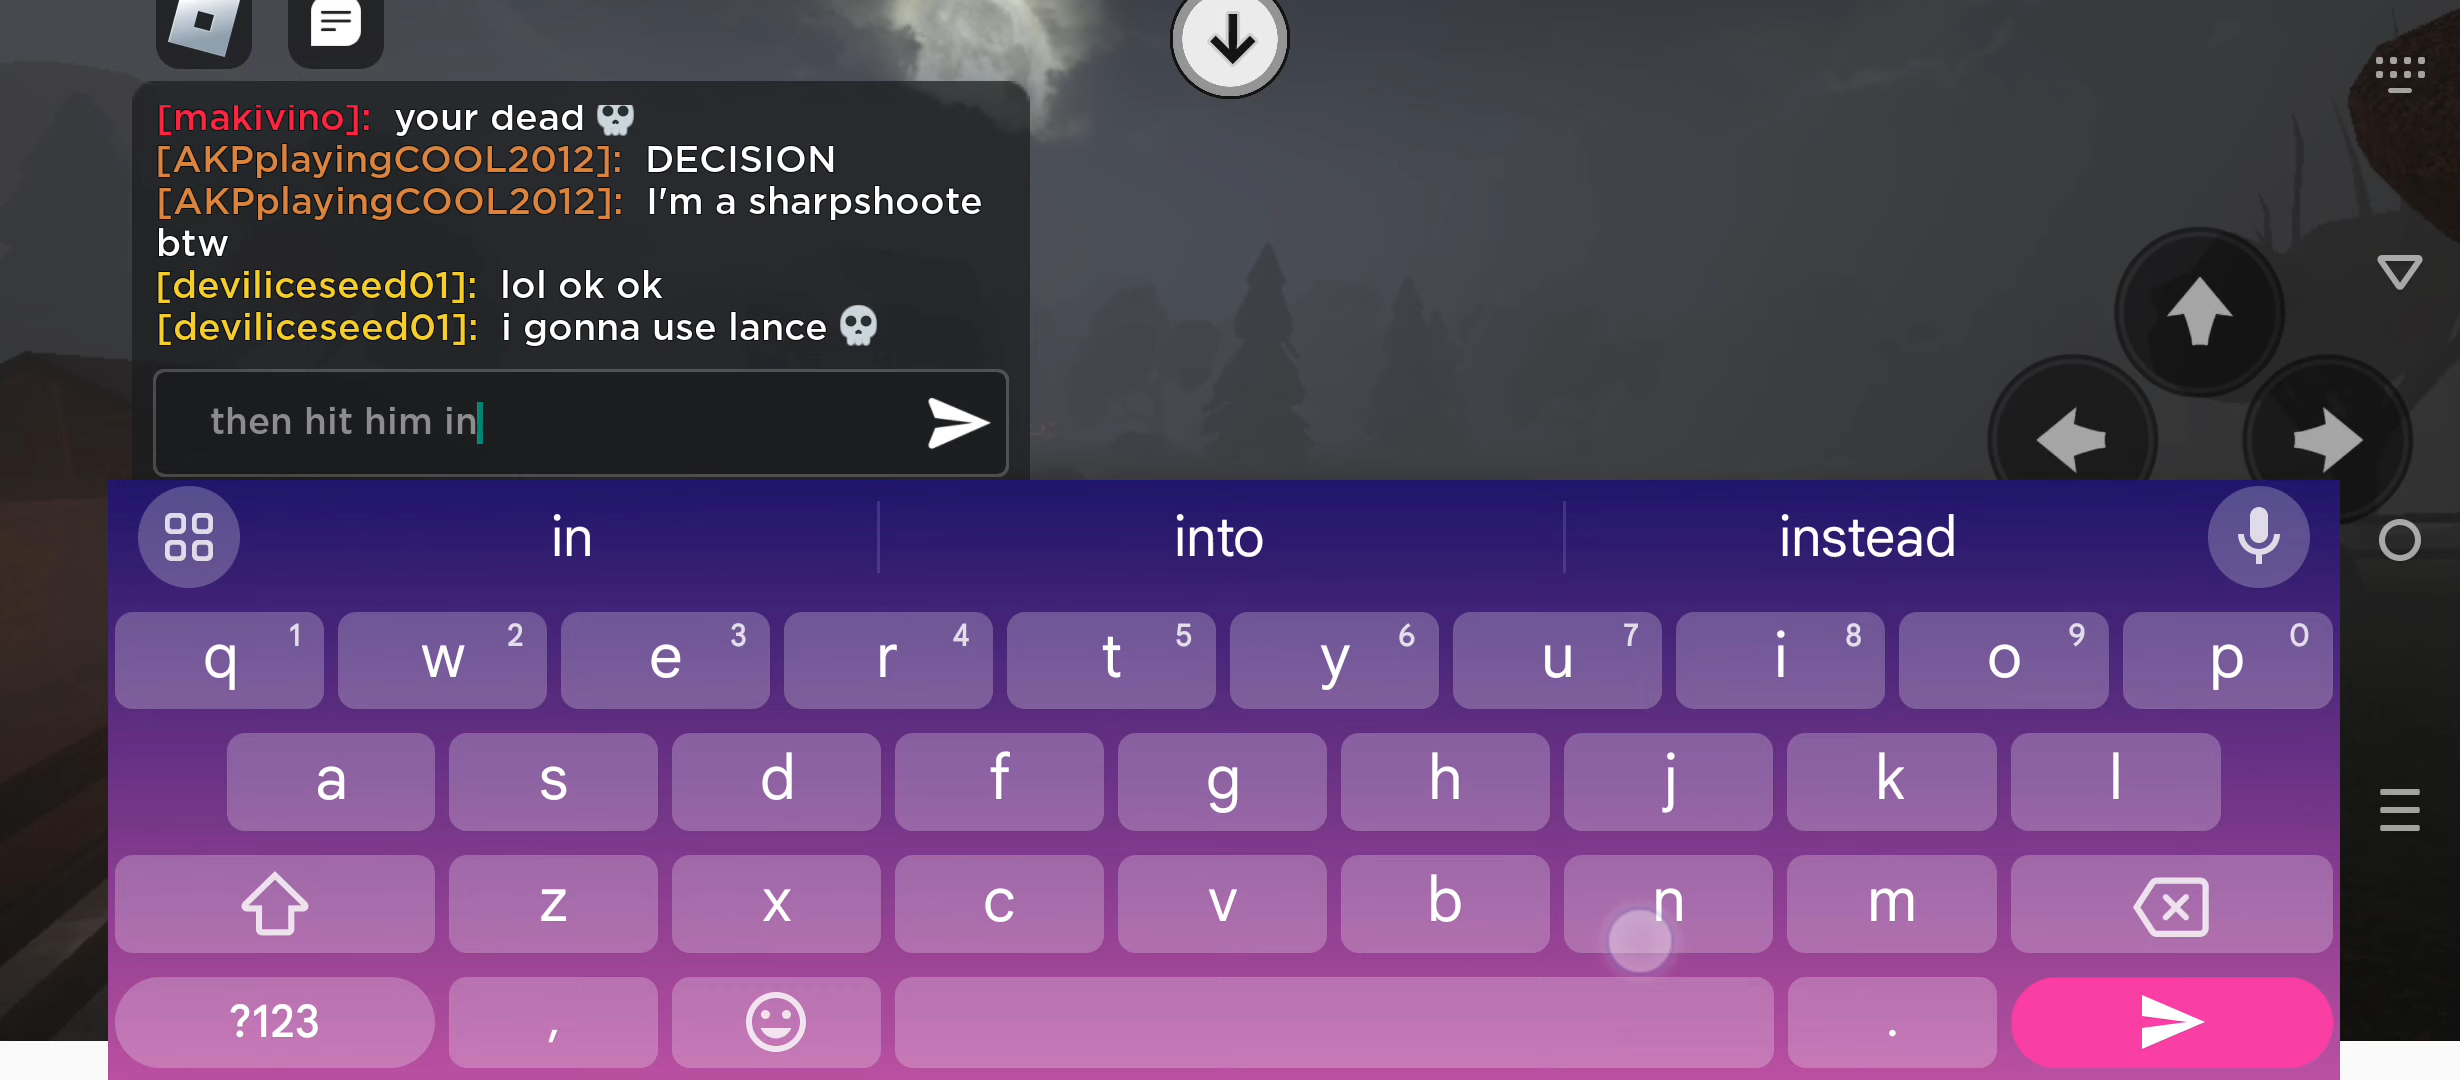 [makivino]: your dead 💀
[AKPplayingCOOL2012]: DECISION
[AKPplayingCOOL2012]: I'm a sharpshoote
btw
[deviliceseed01]: lol ok ok
[deviliceseed01]: i gonna use lance 💀
then hit him in
in into instead
q 1 w 2 e 3 r 4 t 5 y 6 u 7 i 8 o 9 p 0
a s d f g h j k l
z x c v b n m
?123 , .